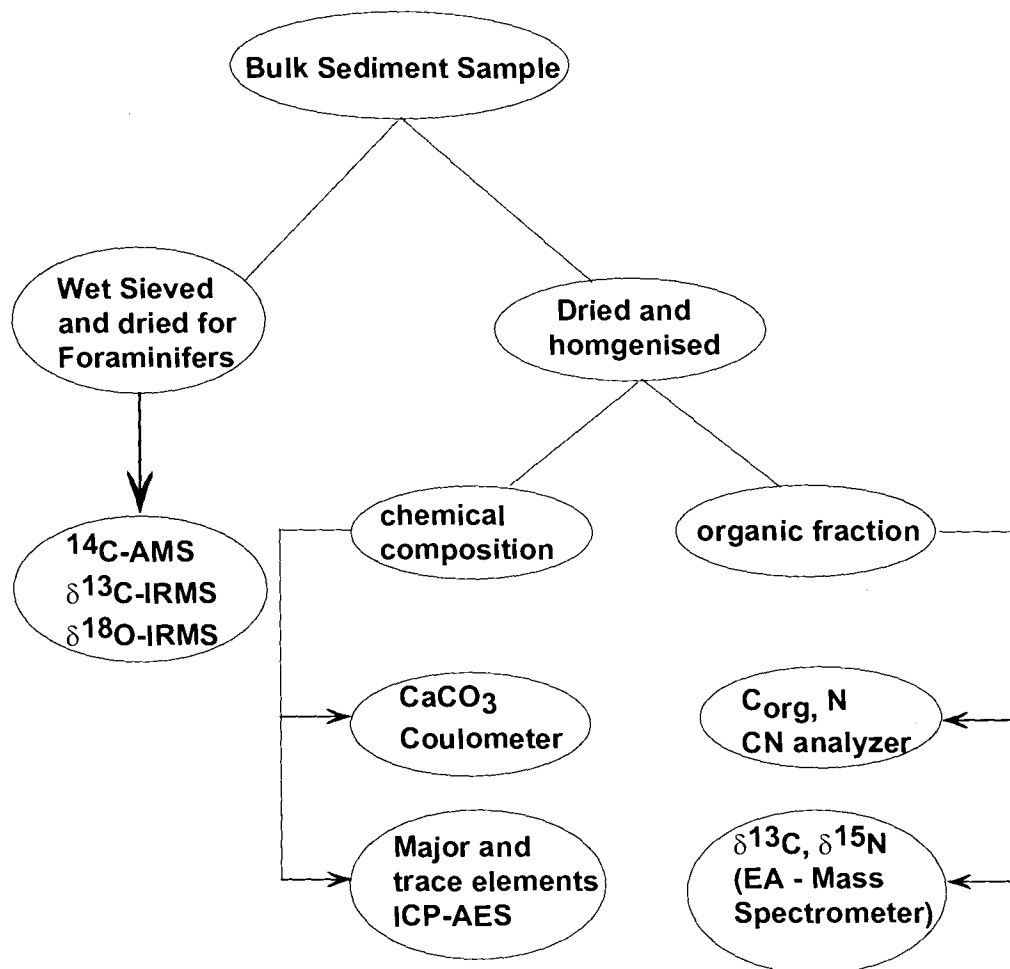 Bulk Sediment Sample
Wet Sieved
and dried for
Foraminifers
Dried and
homgenised
¹⁴C-AMS
δ¹³C-IRMS
δ¹⁸O-IRMS
chemical
composition
organic fraction
CaCO₃
Coulometer
Corg, N
CN analyzer
Major and
trace elements
ICP-AES
δ¹³C, δ¹⁵N
(EA - Mass
Spectrometer)